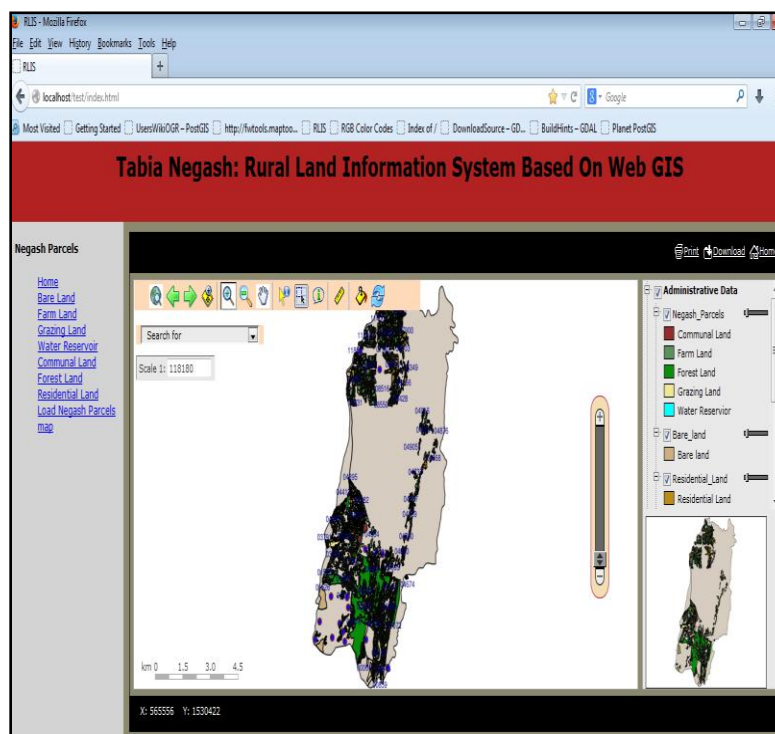 RLIS - Mozilla Firefox
File Edit View History Bookmarks Tools Help
RLIS
localhost/test/index.html
Google
Most Visited Getting Started UsersWikiOGR – PostGIS http://fwtools.maptoo... RLIS RGB Color Codes Index of / DownloadSource – GD... BuildHints – GDAL Planet PostGIS
Tabia Negash: Rural Land Information System Based On Web GIS
Negash Parcels
Home
Bare Land
Farm Land
Grazing Land
Water Reservoir
Communal Land
Forest Land
Residential Land
Load Negash Parcels
map
Print Download Home
Search for
Scale 1: 118180
Administrative Data
Negash_Parcels
Communal Land
Farm Land
Forest Land
Grazing Land
Water Reservior
Bare_land
Bare land
Residential_Land
Residential Land
km 0 1.5 3.0 4.5
X: 565556 Y: 1530422